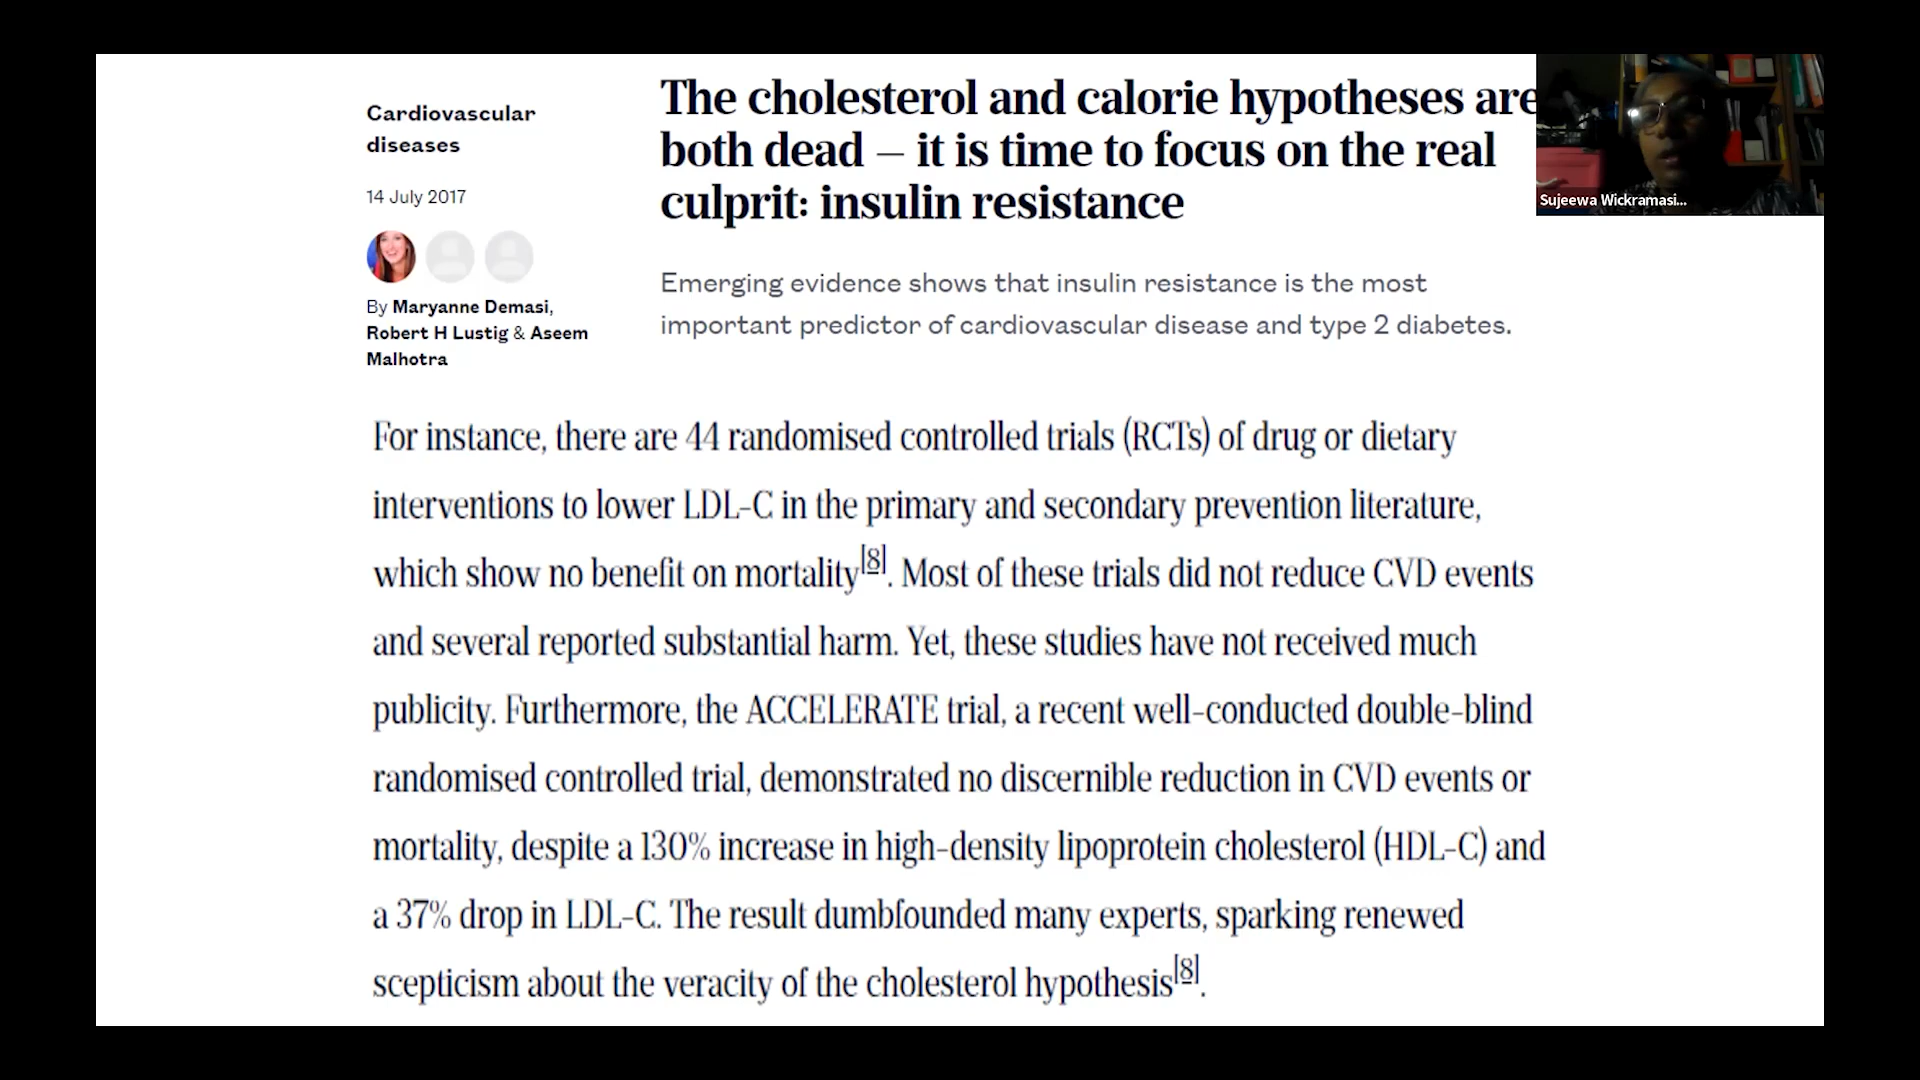 Cardiovascular
diseases
14 July 2017
By Maryanne Demasi,
Robert H Lustig & Aseem
Malhotra
The cholesterol and calorie hypotheses are
both dead – it is time to focus on the real
culprit: insulin resistance
Emerging evidence shows that insulin resistance is the most
important predictor of cardiovascular disease and type 2 diabetes.
Sujeewa Wickramasi...
For instance, there are 44 randomised controlled trials (RCTs) of drug or dietary
interventions to lower LDL-C in the primary and secondary prevention literature,
which show no benefit on mortality[8]. Most of these trials did not reduce CVD events
and several reported substantial harm. Yet, these studies have not received much
publicity. Furthermore, the ACCELERATE trial, a recent well-conducted double-blind
randomised controlled trial, demonstrated no discernible reduction in CVD events or
mortality, despite a 130% increase in high-density lipoprotein cholesterol (HDL-C) and
a 37% drop in LDL-C. The result dumbfounded many experts, sparking renewed
scepticism about the veracity of the cholesterol hypothesis[8].